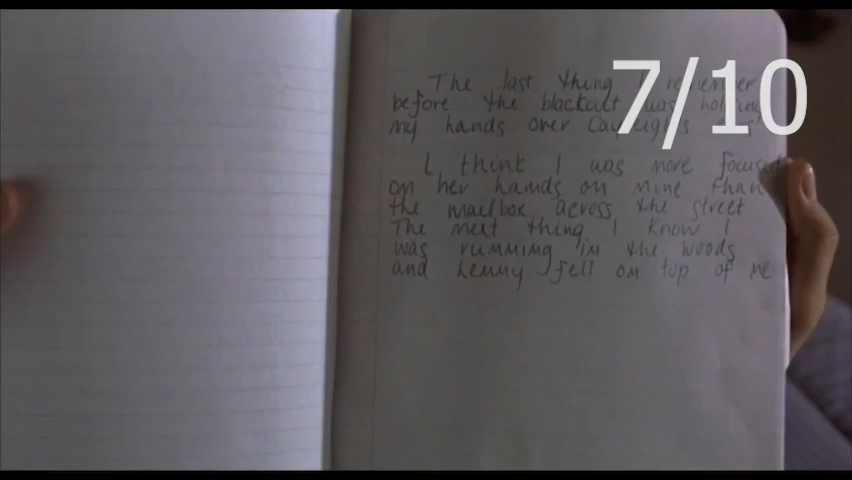 7/10
The last thing I remember
before the blackout was holding
my hands over
I think I was more focused
on her hands on mine than
the mailbox across the street
The next thing I know I
was running in the woods
and fell on top of me